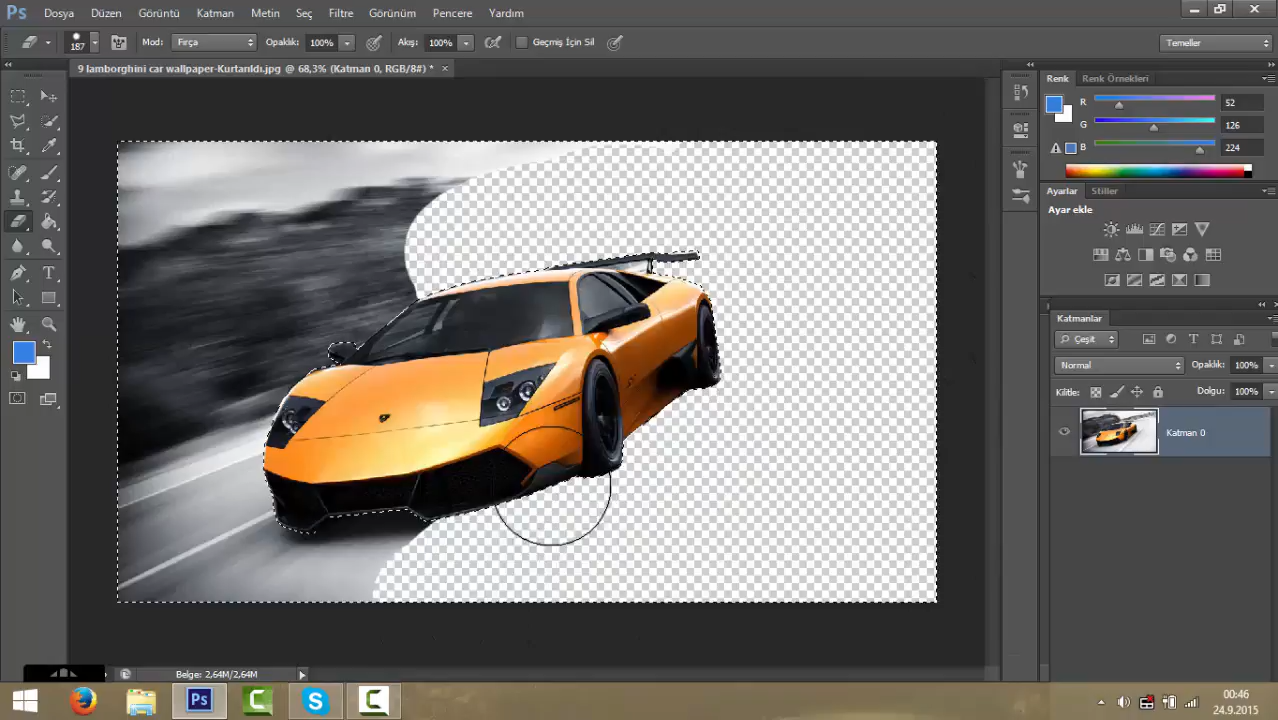 Ps Dosya Düzen Görüntü Katman Metin Seç Filtre Görünüm Pencere Yardım
187 Mod: Fırça Opaklık: 100% Akış: 100% Geçmiş İçin Sil Temeller
9 lamborghini car wallpaper-Kurtarıldı.jpg @ 68,3% (Katman 0, RGB/8#) * ×
Renk Renk Örnekleri
R 52
G 126
B 224
Ayarlar Stiller
Ayar ekle
Katmanlar
Çeşit
Normal Opaklık: 100%
Kilitle: Dolgu: 100%
Katman 0
Belge: 2,64M/2,64M
Ps
00:46
24.9.2015